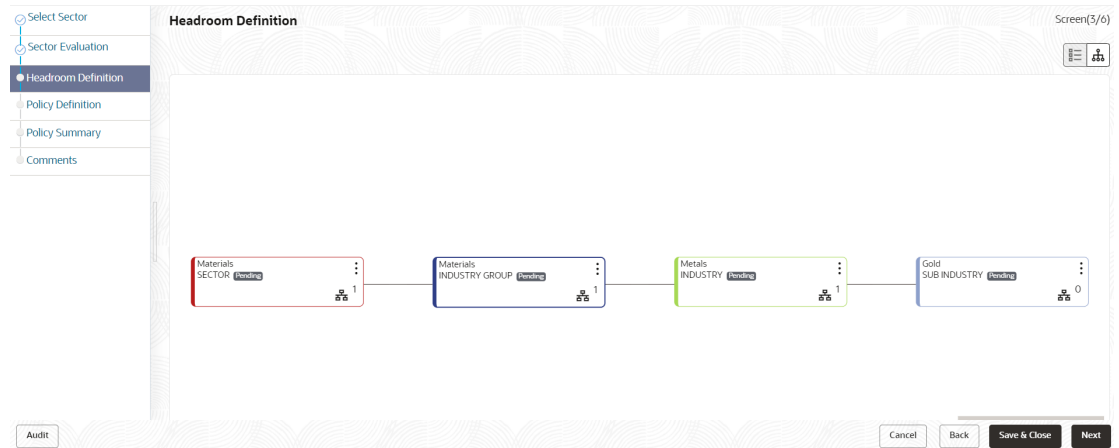 Select Sector
Sector Evaluation
Headroom Definition
Policy Definition
Policy Summary
Comments
Headroom Definition
Screen(3/6)
Materials
SECTOR Pending
1
Materials
INDUSTRY GROUP Pending
1
Metals
INDUSTRY Pending
1
Gold
SUB INDUSTRY Pending
0
Audit
Cancel
Back
Save & Close
Next